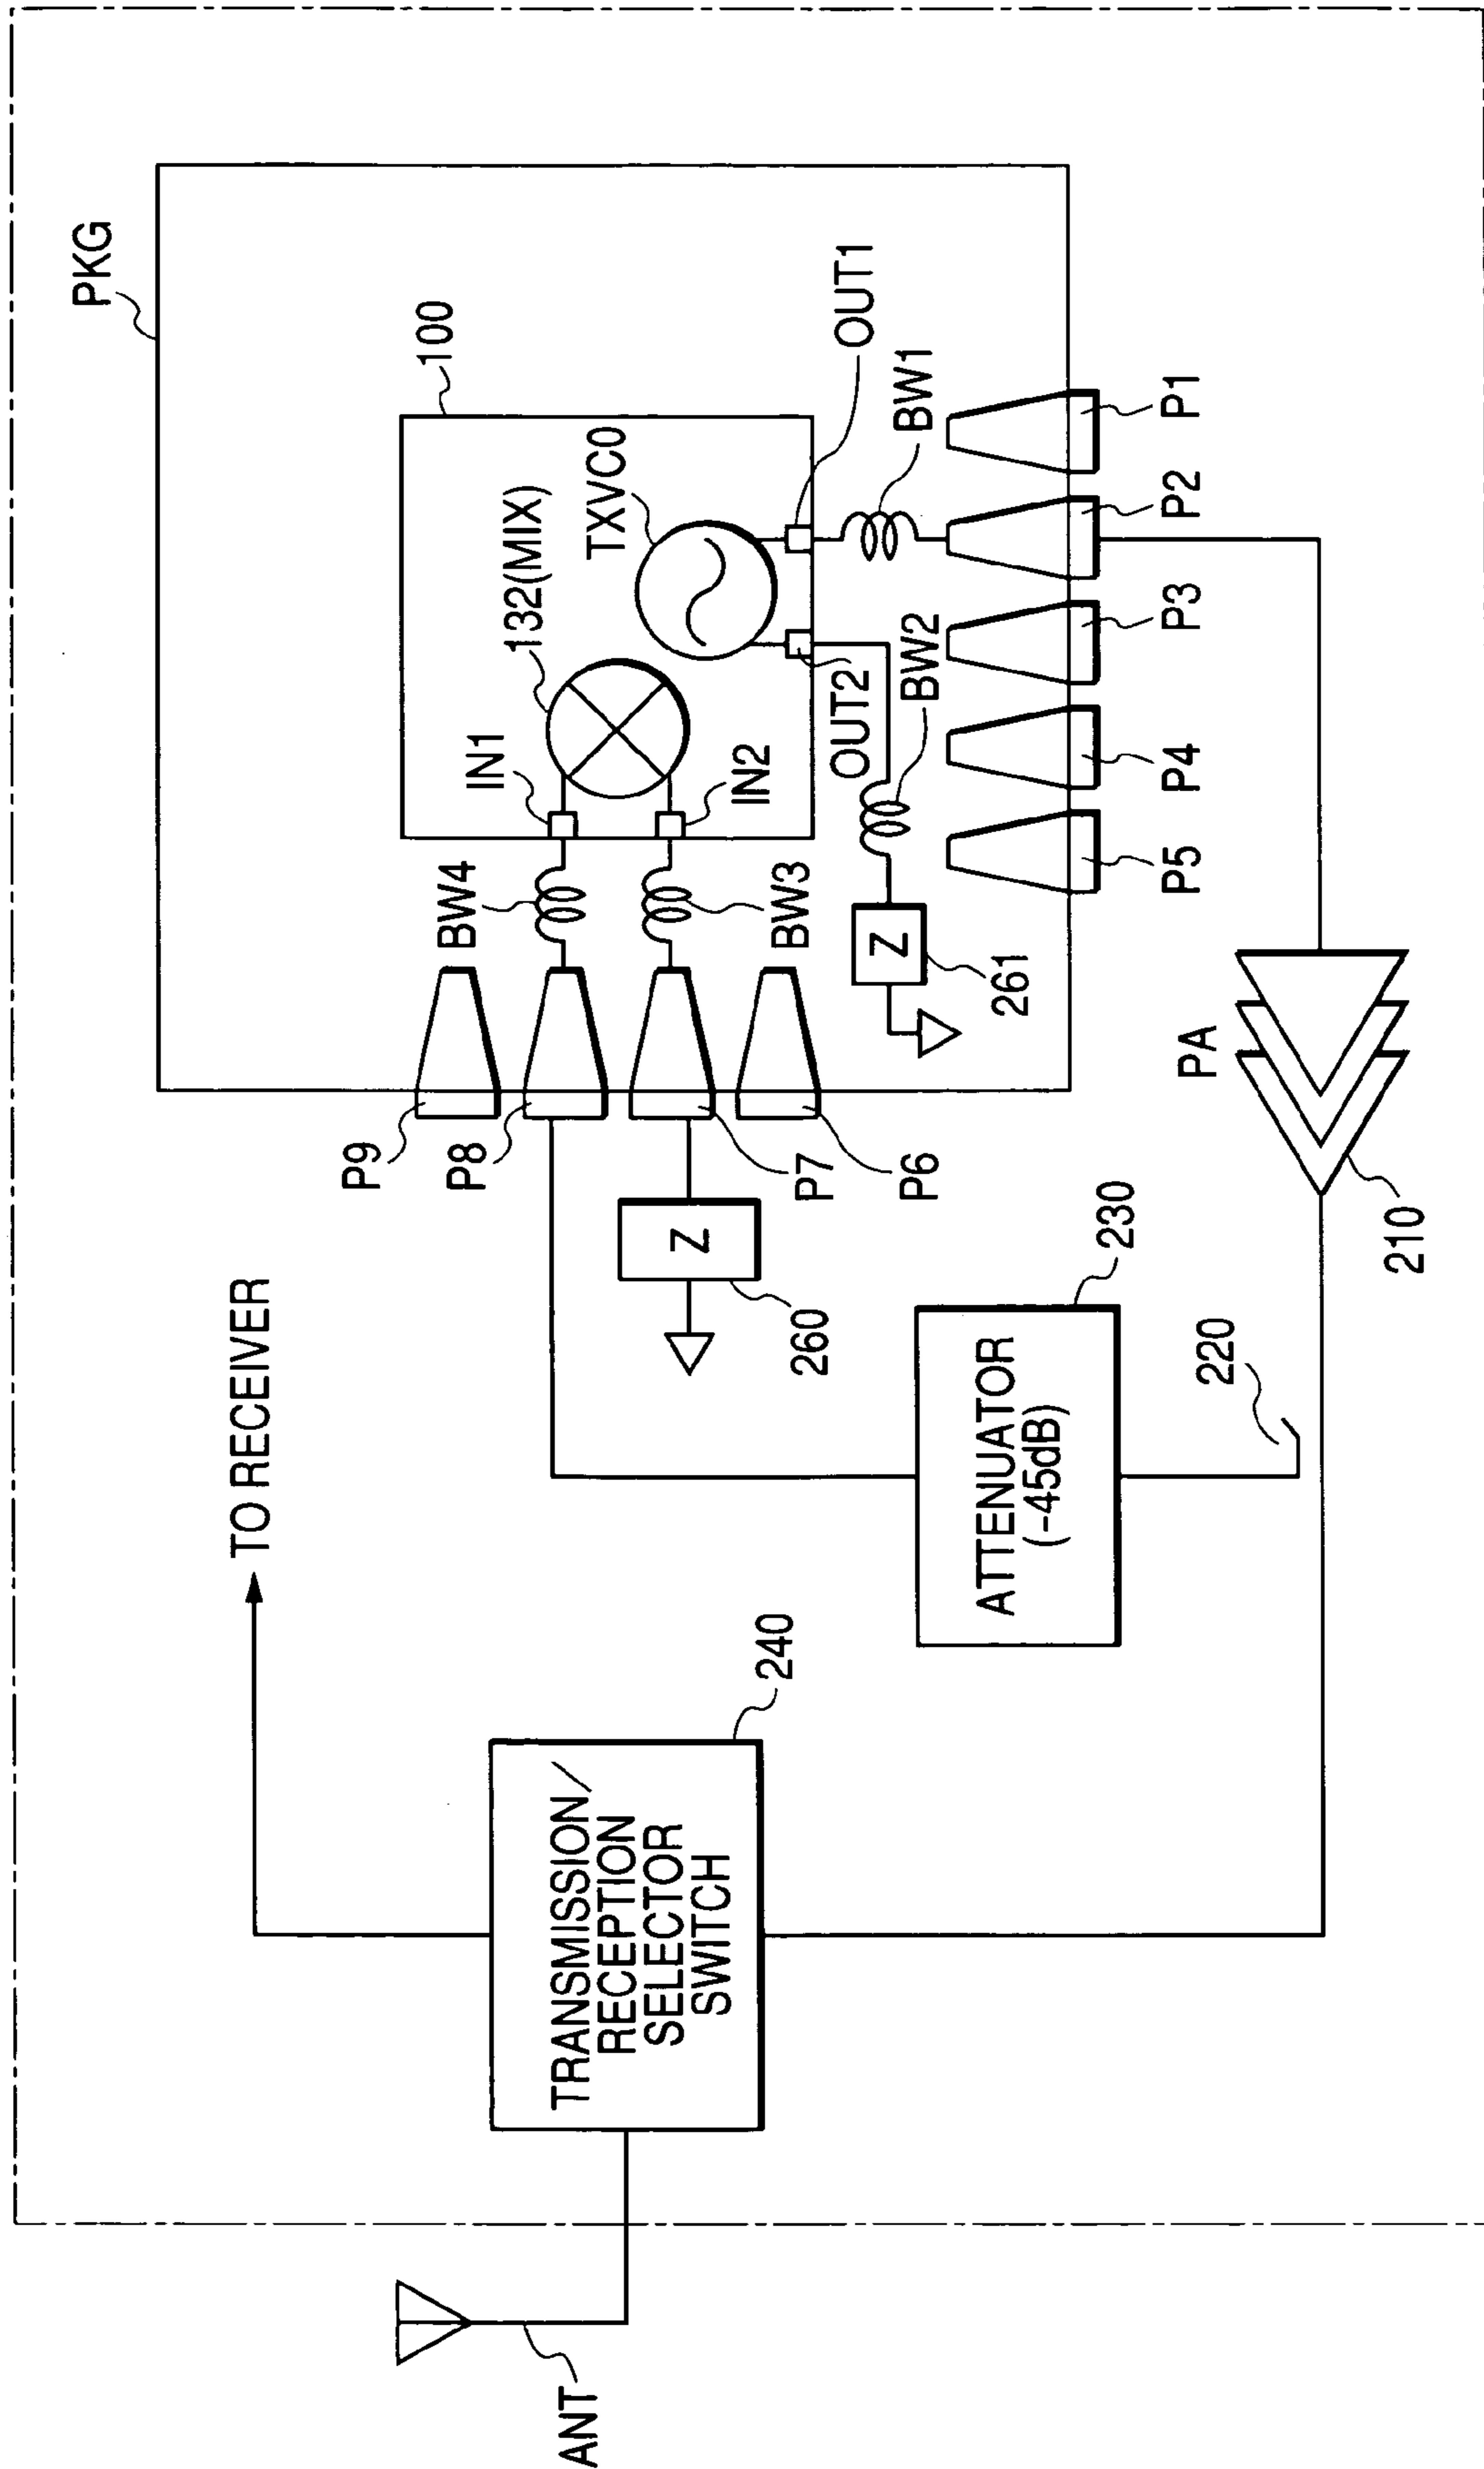 PKG
100
132(MIX)
TXVC0
OUT1
IN1
IN2
OUT2
BW1
BW2
BW4
BW3
Z
261
P1
P2
P3
P4
P5
P9
P8
P7
P6
Z
260
PA
210
TO RECEIVER
ATTENUATOR
(-45dB)
230
220
TRANSMISSION/
RECEPTION
SELECTOR
SWITCH
240
ANT